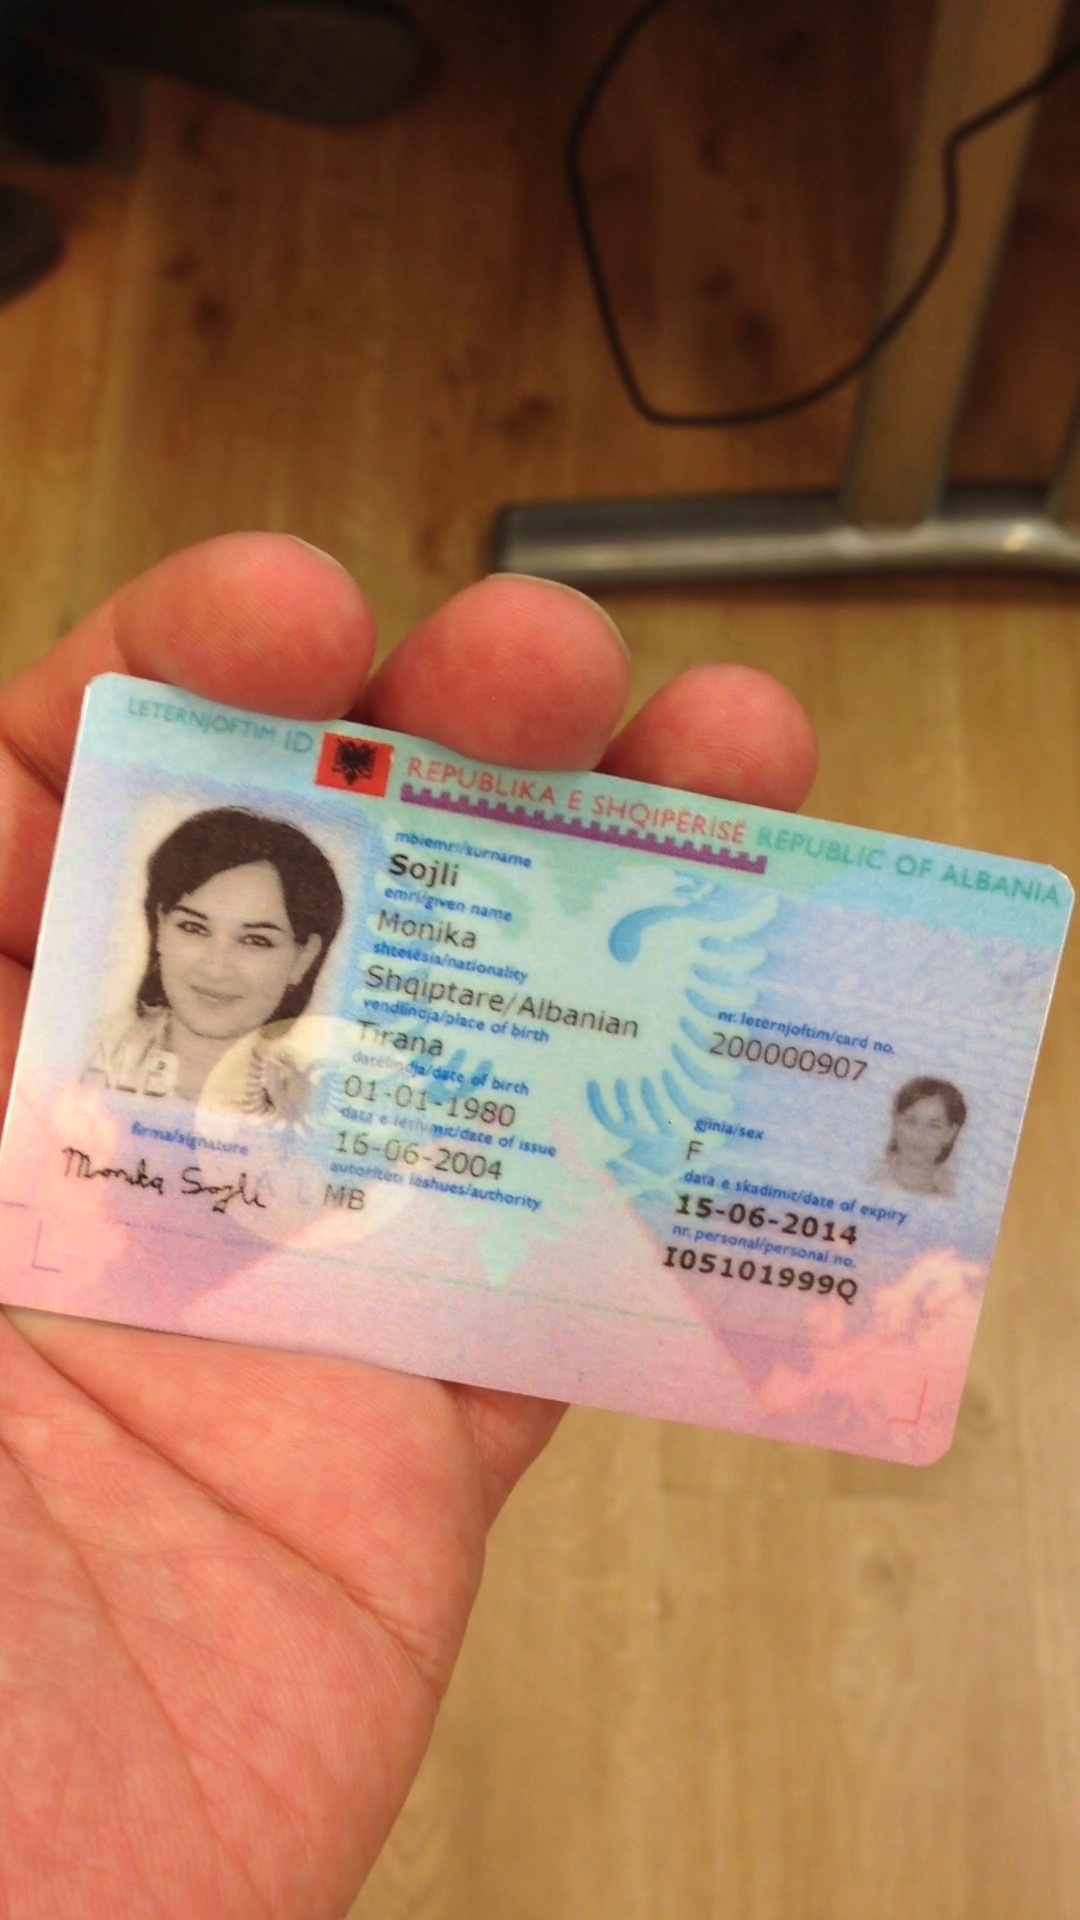 LETERNJOFTIM ID REPUBLIKA E SHQIPËRISË REPUBLIC OF ALBANIA
mbiemri/surname
Sojli
emri/given name
Monika
shtetësia/nationality
Shqiptare/Albanian
vendlindja/place of birth
Tirana
datëlindja/date of birth
01-01-1980
data e lëshimit/date of issue
16-06-2004
autoriteti lëshues/authority
MB
nr. leternjoftim/card no.
200000907
gjinia/sex
F
data e skadimit/date of expiry
15-06-2014
nr. personal/personal no.
I05101999Q
ALB
firma/signature
Monika Sojli